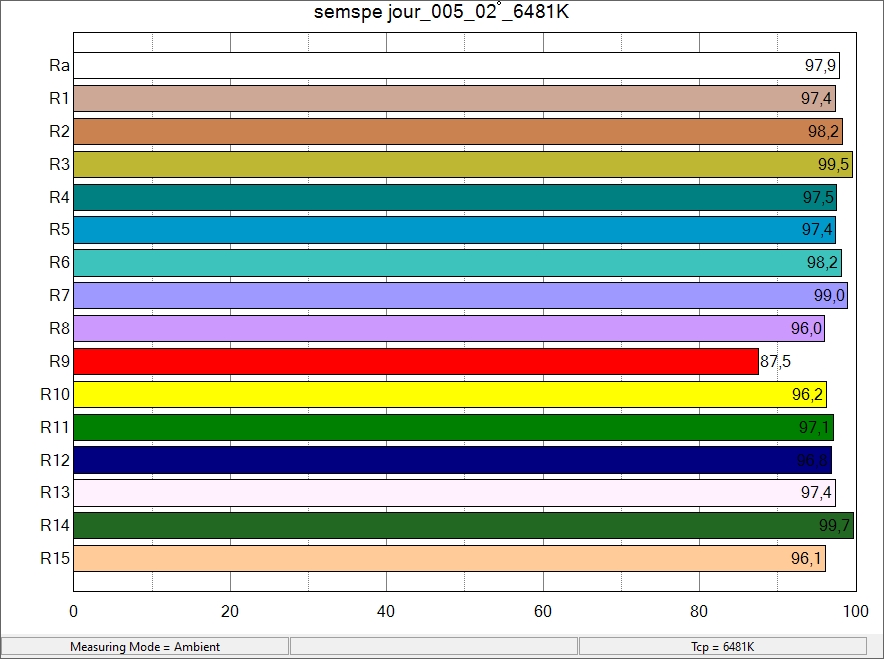 semspe jour_005_02°_6481K
Ra 97,9
R1 97,4
R2 98,2
R3 99,5
R4 97,5
R5 97,4
R6 98,2
R7 99,0
R8 96,0
R9 87,5
R10 96,2
R11 97,1
R12
R13 97,4
R14 99,7
R15 96,1
0 20 40 60 80 100
Measuring Mode = Ambient Tcp = 6481K